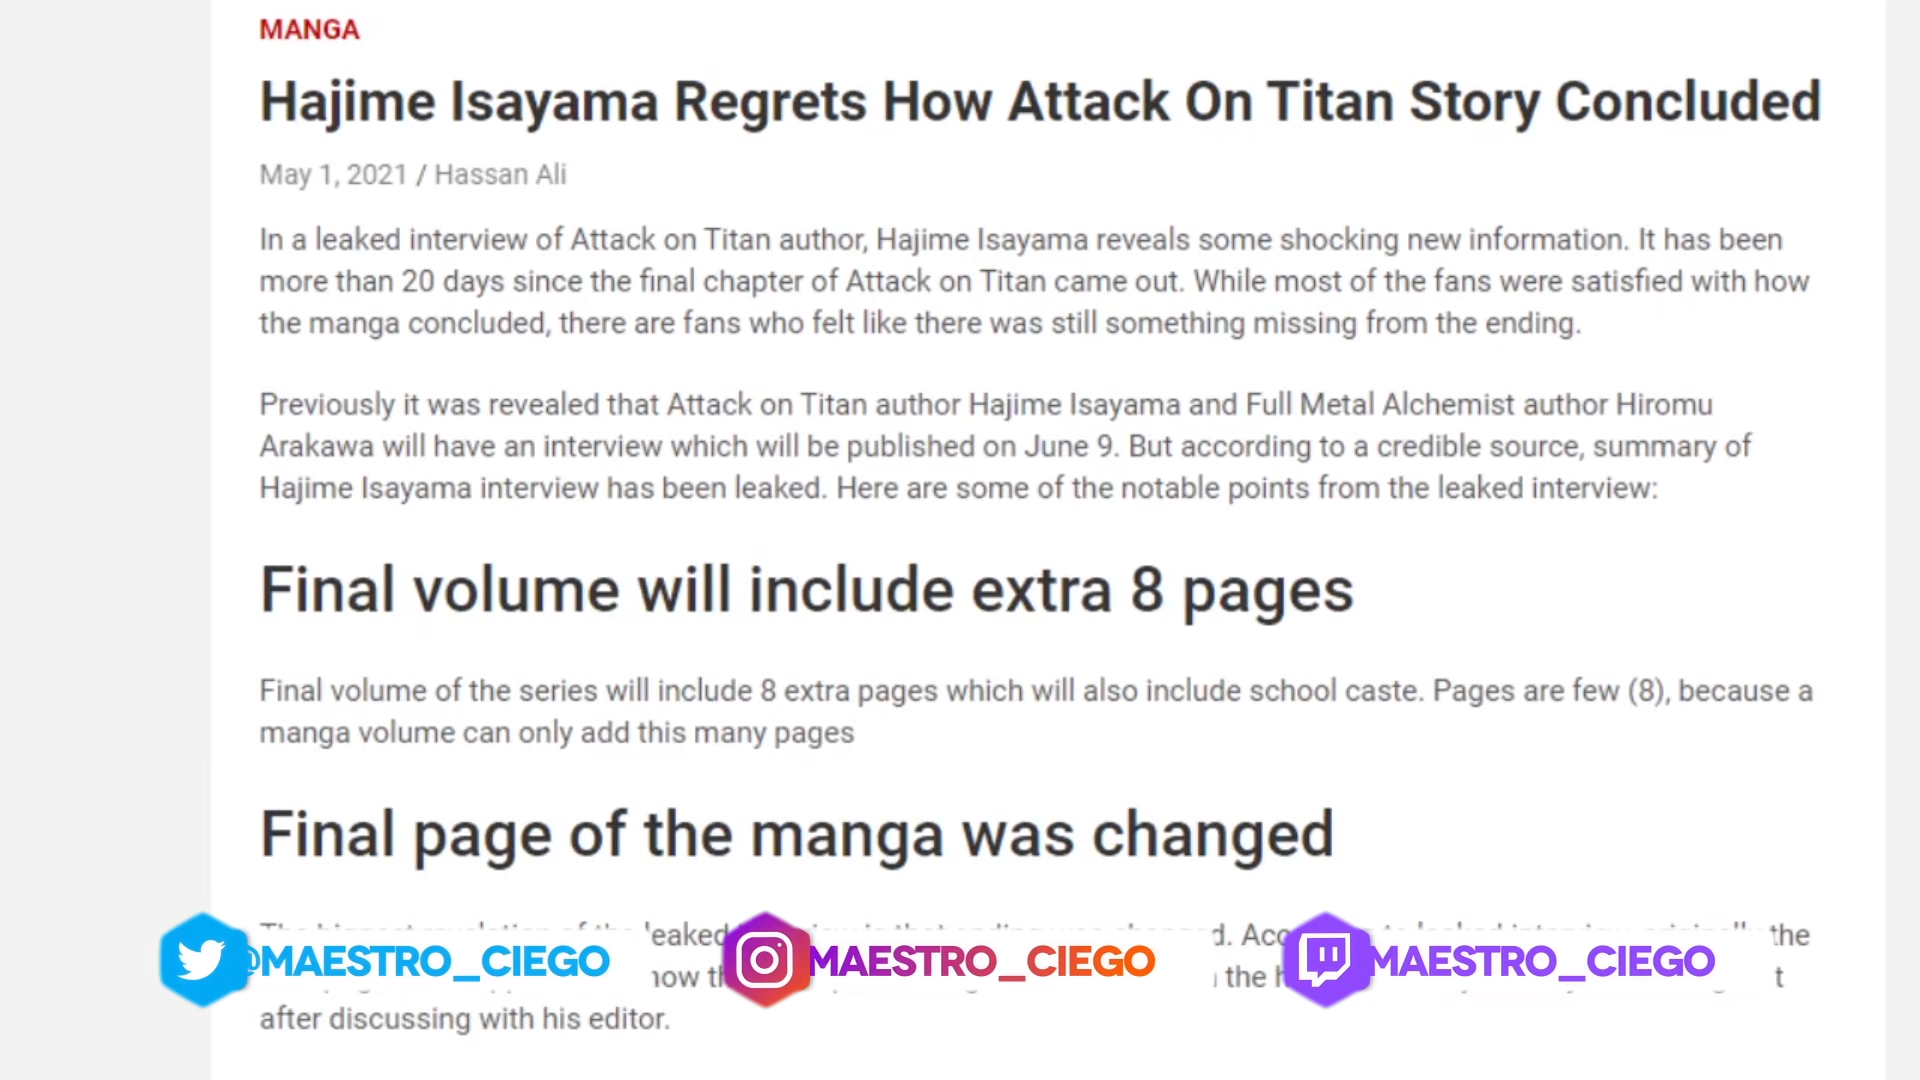 MANGA
Hajime Isayama Regrets How Attack On Titan Story Concluded
May 1, 2021 / Hassan Ali
In a leaked interview of Attack on Titan author, Hajime Isayama reveals some shocking new information. It has been
more than 20 days since the final chapter of Attack on Titan came out. While most of the fans were satisfied with how
the manga concluded, there are fans who felt like there was still something missing from the ending.
Previously it was revealed that Attack on Titan author Hajime Isayama and Full Metal Alchemist author Hiromu
Arakawa will have an interview which will be published on June 9. But according to a credible source, summary of
Hajime Isayama interview has been leaked. Here are some of the notable points from the leaked interview:
Final volume will include extra 8 pages
Final volume of the series will include 8 extra pages which will also include school caste. Pages are few (8), because a
manga volume can only add this many pages
Final page of the manga was changed
leaked the
the
@MAESTRO_CIEGO MAESTRO_CIEGO MAESTRO_CIEGO
after discussing with his editor.